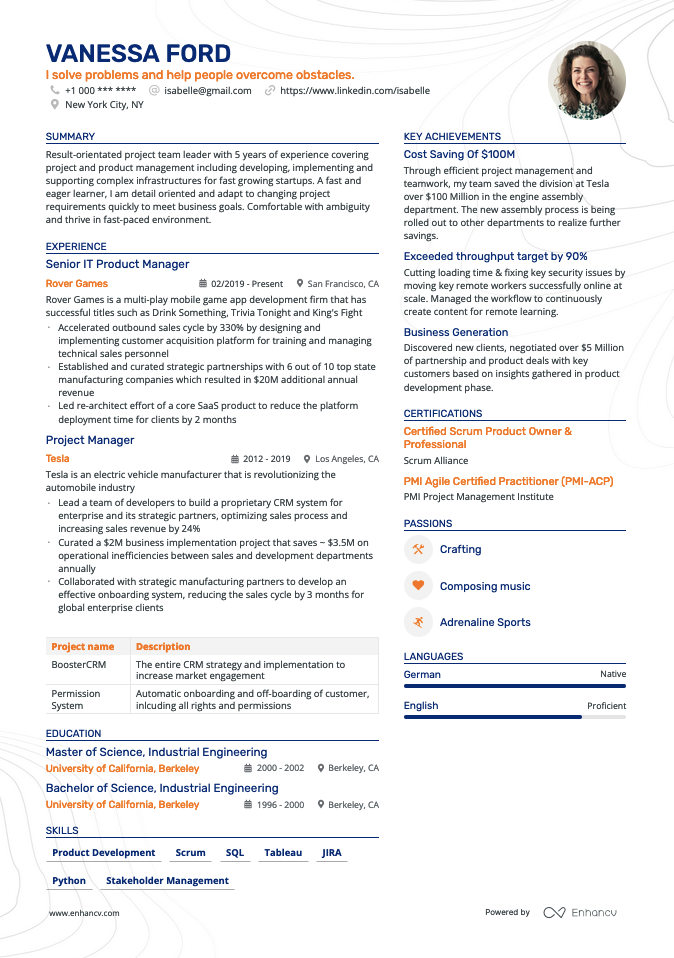 VANESSA FORD
I solve problems and help people overcome obstacles.
+1 000 *** **** isabelle@gmail.com https://www.linkedin.com/isabelle
New York City, NY
SUMMARY
Result-orientated project team leader with 5 years of experience covering
project and product management including developing, implementing and
supporting complex infrastructures for fast growing startups. A fast and
eager learner, I am detail oriented and adapt to changing project
requirements quickly to meet business goals. Comfortable with ambiguity
and thrive in fast-paced environment.
EXPERIENCE
Senior IT Product Manager
Rover Games 02/2019 - Present San Francisco, CA
Rover Games is a multi-play mobile game app development firm that has
successful titles such as Drink Something, Trivia Tonight and King's Fight
· Accelerated outbound sales cycle by 330% by designing and
implementing customer acquisition platform for training and managing
technical sales personnel
· Established and curated strategic partnerships with 6 out of 10 top state
manufacturing companies which resulted in $20M additional annual
revenue
· Led re-architect effort of a core SaaS product to reduce the platform
deployment time for clients by 2 months
Project Manager
Tesla 2012 - 2019 Los Angeles, CA
Tesla is an electric vehicle manufacturer that is revolutionizing the
automobile industry
· Lead a team of developers to build a proprietary CRM system for
enterprise and its strategic partners, optimizing sales process and
increasing sales revenue by 24%
· Curated a $2M business implementation project that saves ~ $3.5M on
operational inefficiencies between sales and development departments
annually
· Collaborated with strategic manufacturing partners to develop an
effective onboarding system, reducing the sales cycle by 3 months for
global enterprise clients
Project name Description
BoosterCRM The entire CRM strategy and implementation to
increase market engagement
Permission Automatic onboarding and off-boarding of customer,
System inlcuding all rights and permissions
EDUCATION
Master of Science, Industrial Engineering
University of California, Berkeley 2000 - 2002 Berkeley, CA
Bachelor of Science, Industrial Engineering
University of California, Berkeley 1996 - 2000 Berkeley, CA
SKILLS
Product Development Scrum SQL Tableau JIRA
Python Stakeholder Management
KEY ACHIEVEMENTS
Cost Saving Of $100M
Through efficient project management and
teamwork, my team saved the division at Tesla
over $100 Million in the engine assembly
department. The new assembly process is being
rolled out to other departments to realize further
savings.
Exceeded throughput target by 90%
Cutting loading time & fixing key security issues by
moving key remote workers successfully online at
scale. Managed the workflow to continuously
create content for remote learning.
Business Generation
Discovered new clients, negotiated over $5 Million
of partnership and product deals with key
customers based on insights gathered in product
development phase.
CERTIFICATIONS
Certified Scrum Product Owner &
Professional
Scrum Alliance
PMI Agile Certified Practitioner (PMI-ACP)
PMI Project Management Institute
PASSIONS
Crafting
Composing music
Adrenaline Sports
LANGUAGES
German Native
English Proficient
www.enhancv.com Powered by Enhancv